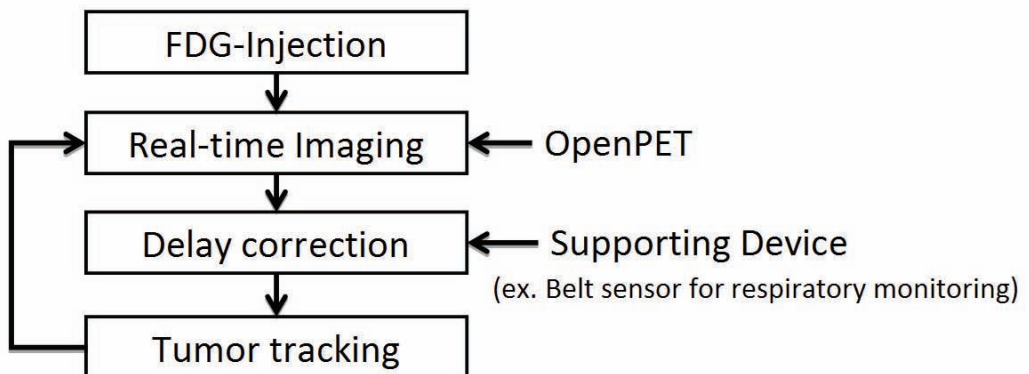 FDG-Injection
Real-time Imaging
OpenPET
Delay correction
Supporting Device
(ex. Belt sensor for respiratory monitoring)
Tumor tracking